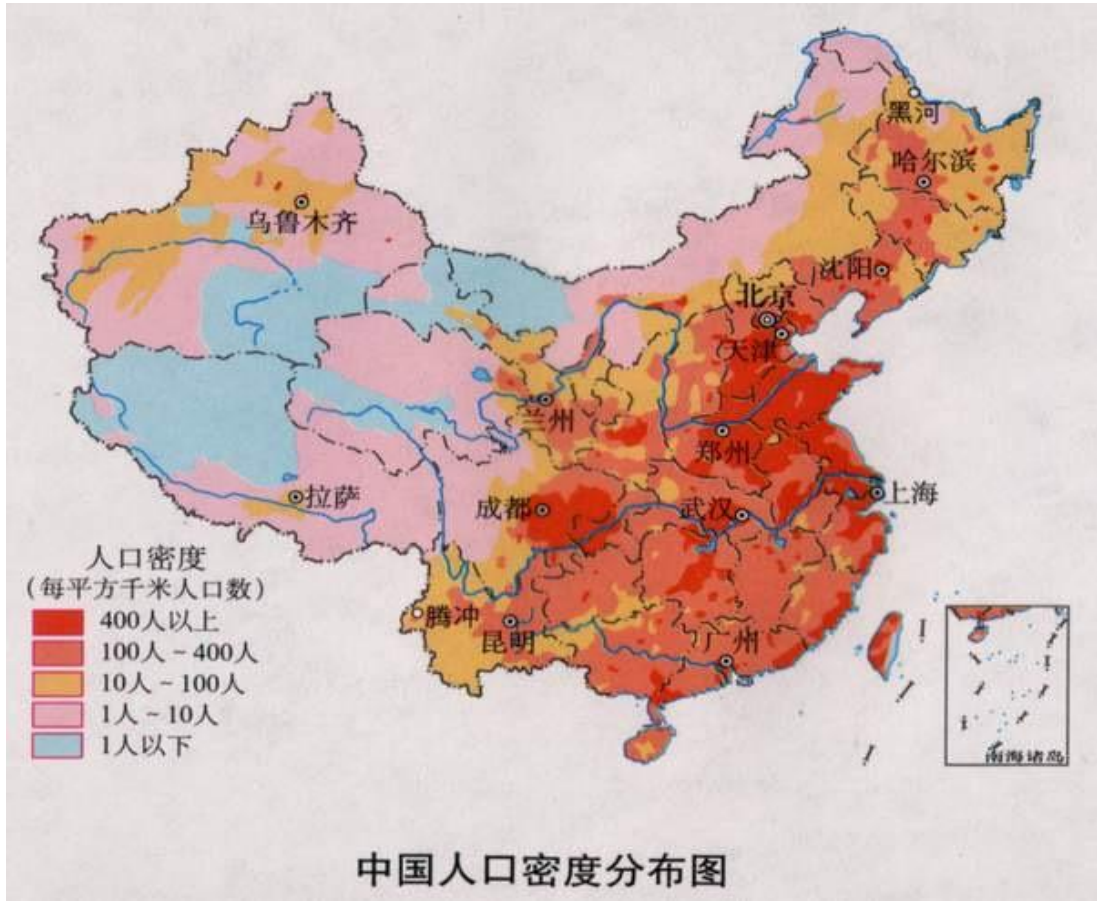 黑河
哈尔滨
乌鲁木齐
沈阳
北京
天津
兰州
郑州
拉萨
成都
武汉
上海
人口密度
(每平方千米人口数)
400人以上
100人~400人
10人~100人
1人~10人
1人以下
腾冲
昆明
广州
南海诸岛
中国人口密度分布图